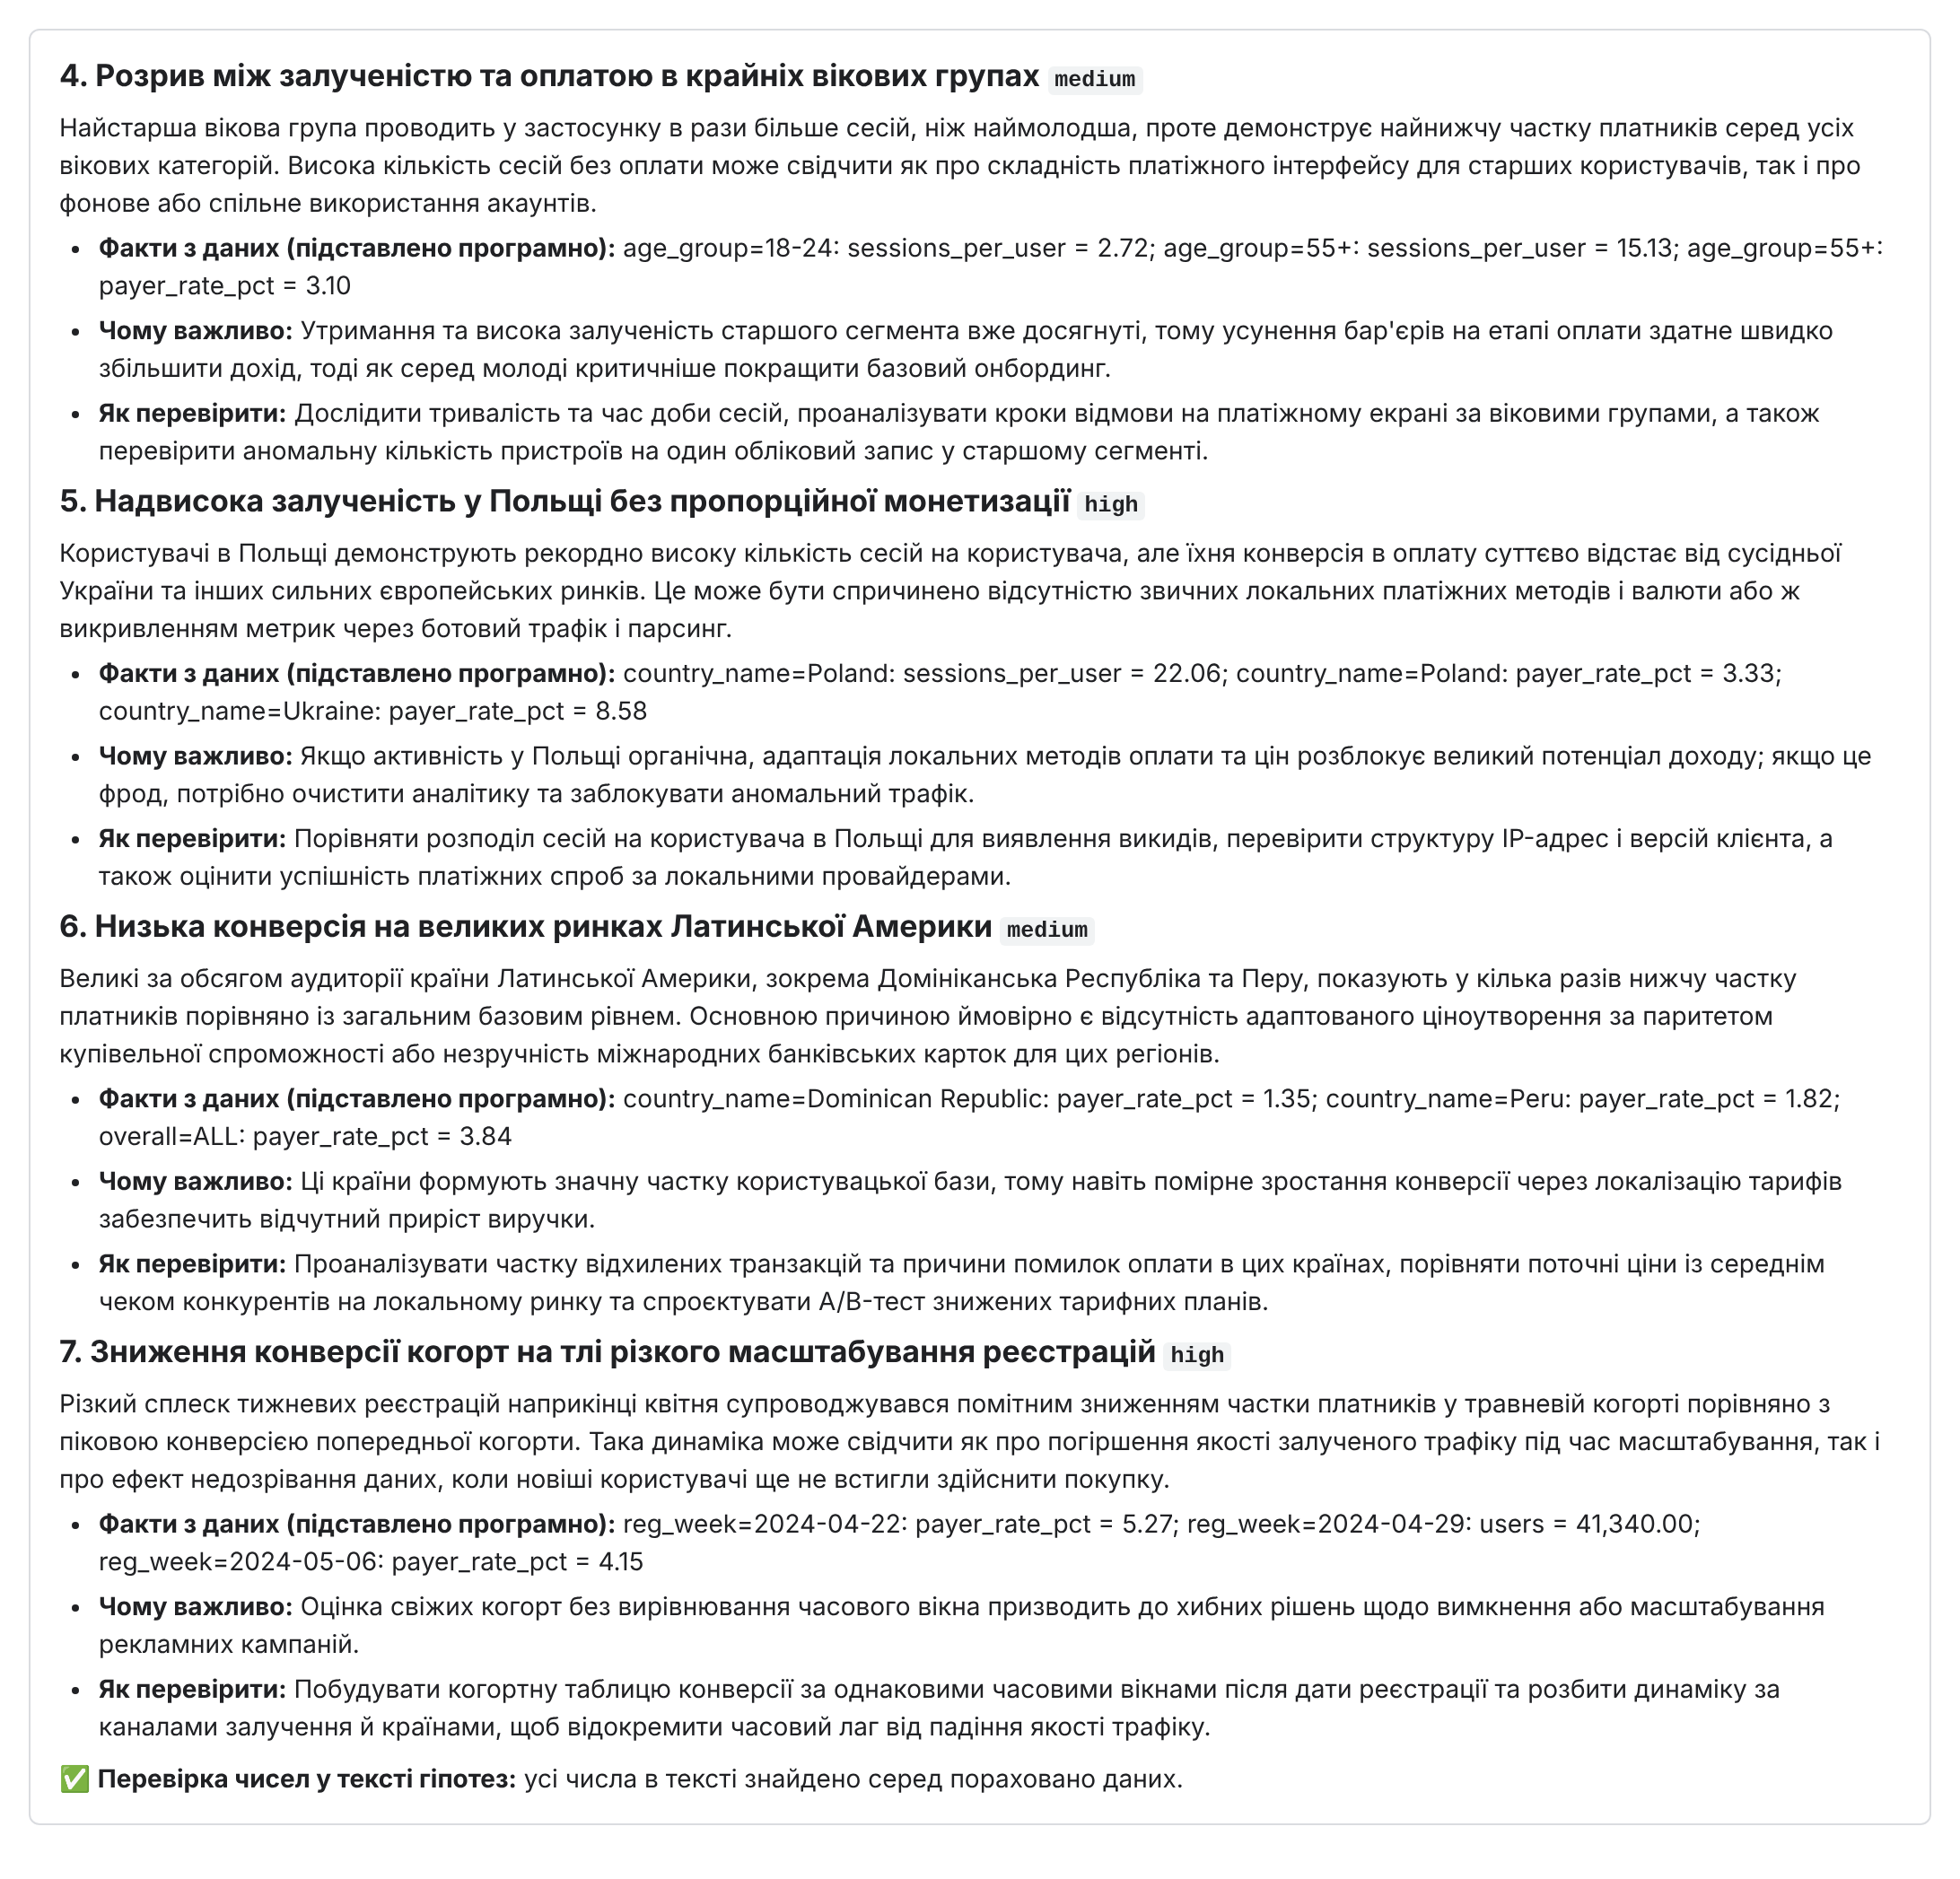 4. Розрив між залученістю та оплатою в крайніх вікових групах medium
Найстарша вікова група проводить у застосунку в рази більше сесій, ніж наймолодша, проте демонструє найнижчу частку платників серед усіх
вікових категорій. Висока кількість сесій без оплати може свідчити як про складність платіжного інтерфейсу для старших користувачів, так і про
фонове або спільне використання акаунтів.
• Факти з даних (підставлено програмно): age_group=18-24: sessions_per_user = 2.72; age_group=55+: sessions_per_user = 15.13; age_group=55+:
payer_rate_pct = 3.10
• Чому важливо: Утримання та висока залученість старшого сегмента вже досягнуті, тому усунення бар'єрів на етапі оплати здатне швидко
збільшити дохід, тоді як серед молоді критичніше покращити базовий онбординг.
• Як перевірити: Дослідити тривалість та час доби сесій, проаналізувати кроки відмови на платіжному екрані за віковими групами, а також
перевірити аномальну кількість пристроїв на один обліковий запис у старшому сегменті.
5. Надвисока залученість у Польщі без пропорційної монетизації high
Користувачі в Польщі демонструють рекордно високу кількість сесій на користувача, але їхня конверсія в оплату суттєво відстає від сусідньої
України та інших сильних європейських ринків. Це може бути спричинено відсутністю звичних локальних платіжних методів і валюти або ж
викривленням метрик через ботовий трафік і парсинг.
• Факти з даних (підставлено програмно): country_name=Poland: sessions_per_user = 22.06; country_name=Poland: payer_rate_pct = 3.33;
country_name=Ukraine: payer_rate_pct = 8.58
• Чому важливо: Якщо активність у Польщі органічна, адаптація локальних методів оплати та цін розблокує великий потенціал доходу; якщо це
фрод, потрібно очистити аналітику та заблокувати аномальний трафік.
• Як перевірити: Порівняти розподіл сесій на користувача в Польщі для виявлення викидів, перевірити структуру IP-адрес і версій клієнта, а
також оцінити успішність платіжних спроб за локальними провайдерами.
6. Низька конверсія на великих ринках Латинської Америки medium
Великі за обсягом аудиторії країни Латинської Америки, зокрема Домініканська Республіка та Перу, показують у кілька разів нижчу частку
платників порівняно із загальним базовим рівнем. Основною причиною ймовірно є відсутність адаптованого ціноутворення за паритетом
купівельної спроможності або незручність міжнародних банківських карток для цих регіонів.
• Факти з даних (підставлено програмно): country_name=Dominican Republic: payer_rate_pct = 1.35; country_name=Peru: payer_rate_pct = 1.82;
overall=ALL: payer_rate_pct = 3.84
• Чому важливо: Ці країни формують значну частку користувацької бази, тому навіть помірне зростання конверсії через локалізацію тарифів
забезпечить відчутний приріст виручки.
• Як перевірити: Проаналізувати частку відхилених транзакцій та причини помилок оплати в цих країнах, порівняти поточні ціни із середнім
чеком конкурентів на локальному ринку та спроєктувати A/B-тест знижених тарифних планів.
7. Зниження конверсії когорт на тлі різкого масштабування реєстрацій high
Різкий сплеск тижневих реєстрацій наприкінці квітня супроводжувався помітним зниженням частки платників у травневій когорті порівняно з
піковою конверсією попередньої когорти. Така динаміка може свідчити як про погіршення якості залученого трафіку під час масштабування, так і
про ефект недозрівання даних, коли новіші користувачі ще не встигли здійснити покупку.
• Факти з даних (підставлено програмно): reg_week=2024-04-22: payer_rate_pct = 5.27; reg_week=2024-04-29: users = 41,340.00;
reg_week=2024-05-06: payer_rate_pct = 4.15
• Чому важливо: Оцінка свіжих когорт без вирівнювання часового вікна призводить до хибних рішень щодо вимкнення або масштабування
рекламних кампаній.
• Як перевірити: Побудувати когортну таблицю конверсії за однаковими часовими вікнами після дати реєстрації та розбити динаміку за
каналами залучення й країнами, щоб відокремити часовий лаг від падіння якості трафіку.
✅ Перевірка чисел у тексті гіпотез: усі числа в тексті знайдено серед пораховано даних.